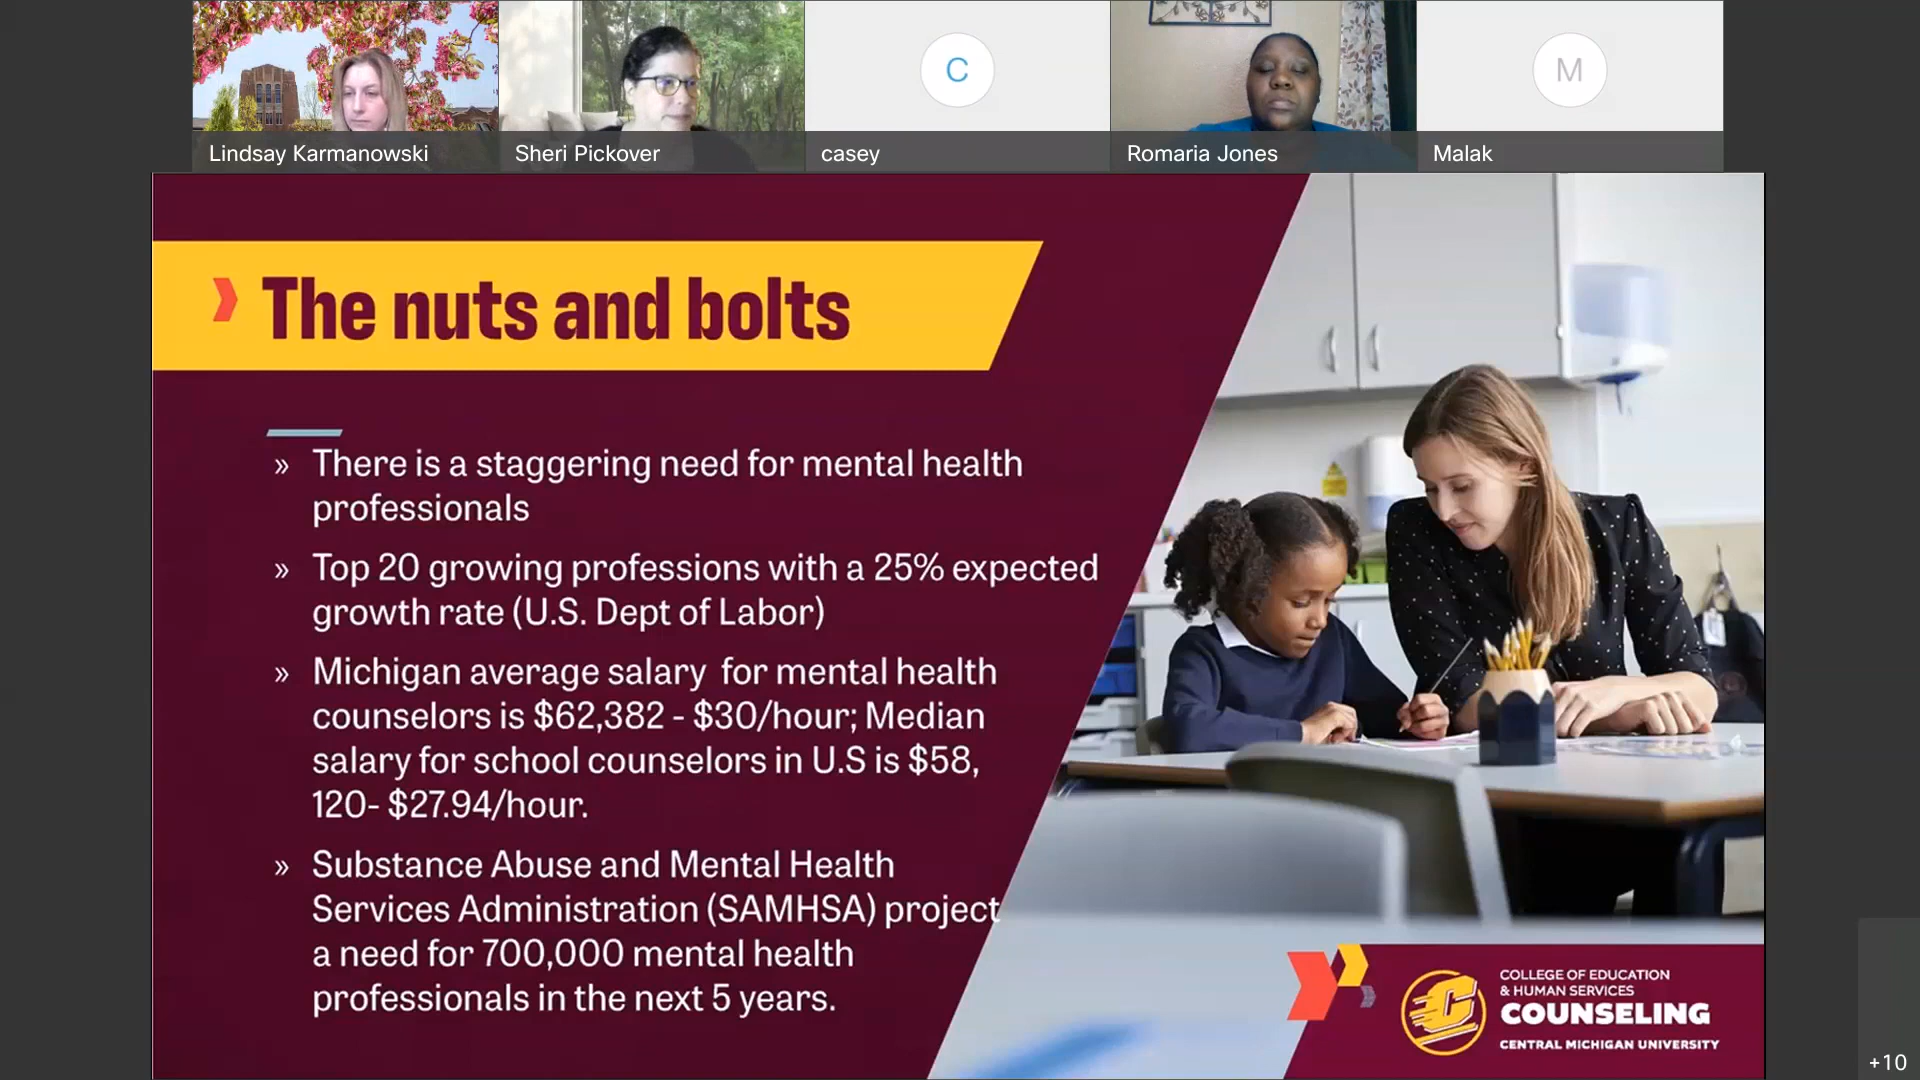 Lindsay Karmanowski
Sheri Pickover
C
casey
Romaria Jones
M
Malak
The nuts and bolts
» There is a staggering need for mental health
professionals
» Top 20 growing professions with a 25% expected
growth rate (U.S. Dept of Labor)
» Michigan average salary  for mental health
counselors is $62,382 - $30/hour; Median
salary for school counselors in U.S is $58,
120- $27.94/hour.
» Substance Abuse and Mental Health
Services Administration (SAMHSA) project
a need for 700,000 mental health
professionals in the next 5 years.
C
COLLEGE OF EDUCATION
& HUMAN SERVICES
COUNSELING
CENTRAL MICHIGAN UNIVERSITY
+10